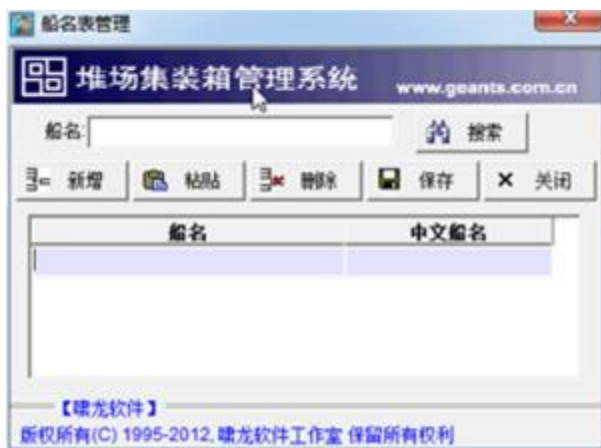 船名表管理
堆场集装箱管理系统 www.geants.com.cn
船名: 搜索
新增 粘贴 删除 保存 关闭
船名 中文船名
【啸龙软件】
版权所有(C) 1995-2012, 啸龙软件工作室 保留所有权利